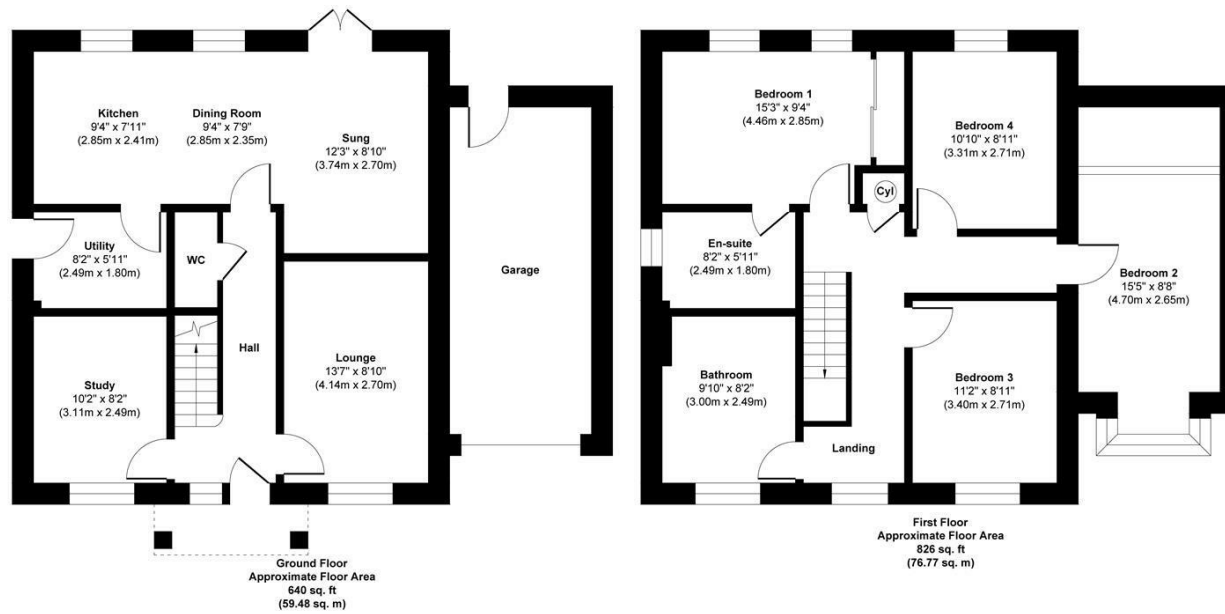 Kitchen
9'4" x 7'11"
(2.85m x 2.41m)
Dining Room
9'4" x 7'9"
(2.85m x 2.35m)
Sung
12'3" x 8'10"
(3.74m x 2.70m)
Utility
8'2" x 5'11"
(2.49m x 1.80m)
WC
Garage
Hall
Lounge
13'7" x 8'10"
(4.14m x 2.70m)
Study
10'2" x 8'2"
(3.11m x 2.49m)
Ground Floor
Approximate Floor Area
640 sq. ft
(59.48 sq. m)
Bedroom 1
15'3" x 9'4"
(4.46m x 2.85m)
Bedroom 4
10'10" x 8'11"
(3.31m x 2.71m)
Cyl
En-suite
8'2" x 5'11"
(2.49m x 1.80m)
Bedroom 2
15'5" x 8'8"
(4.70m x 2.65m)
Bathroom
9'10" x 8'2"
(3.00m x 2.49m)
Bedroom 3
11'2" x 8'11"
(3.40m x 2.71m)
Landing
First Floor
Approximate Floor Area
826 sq. ft
(76.77 sq. m)